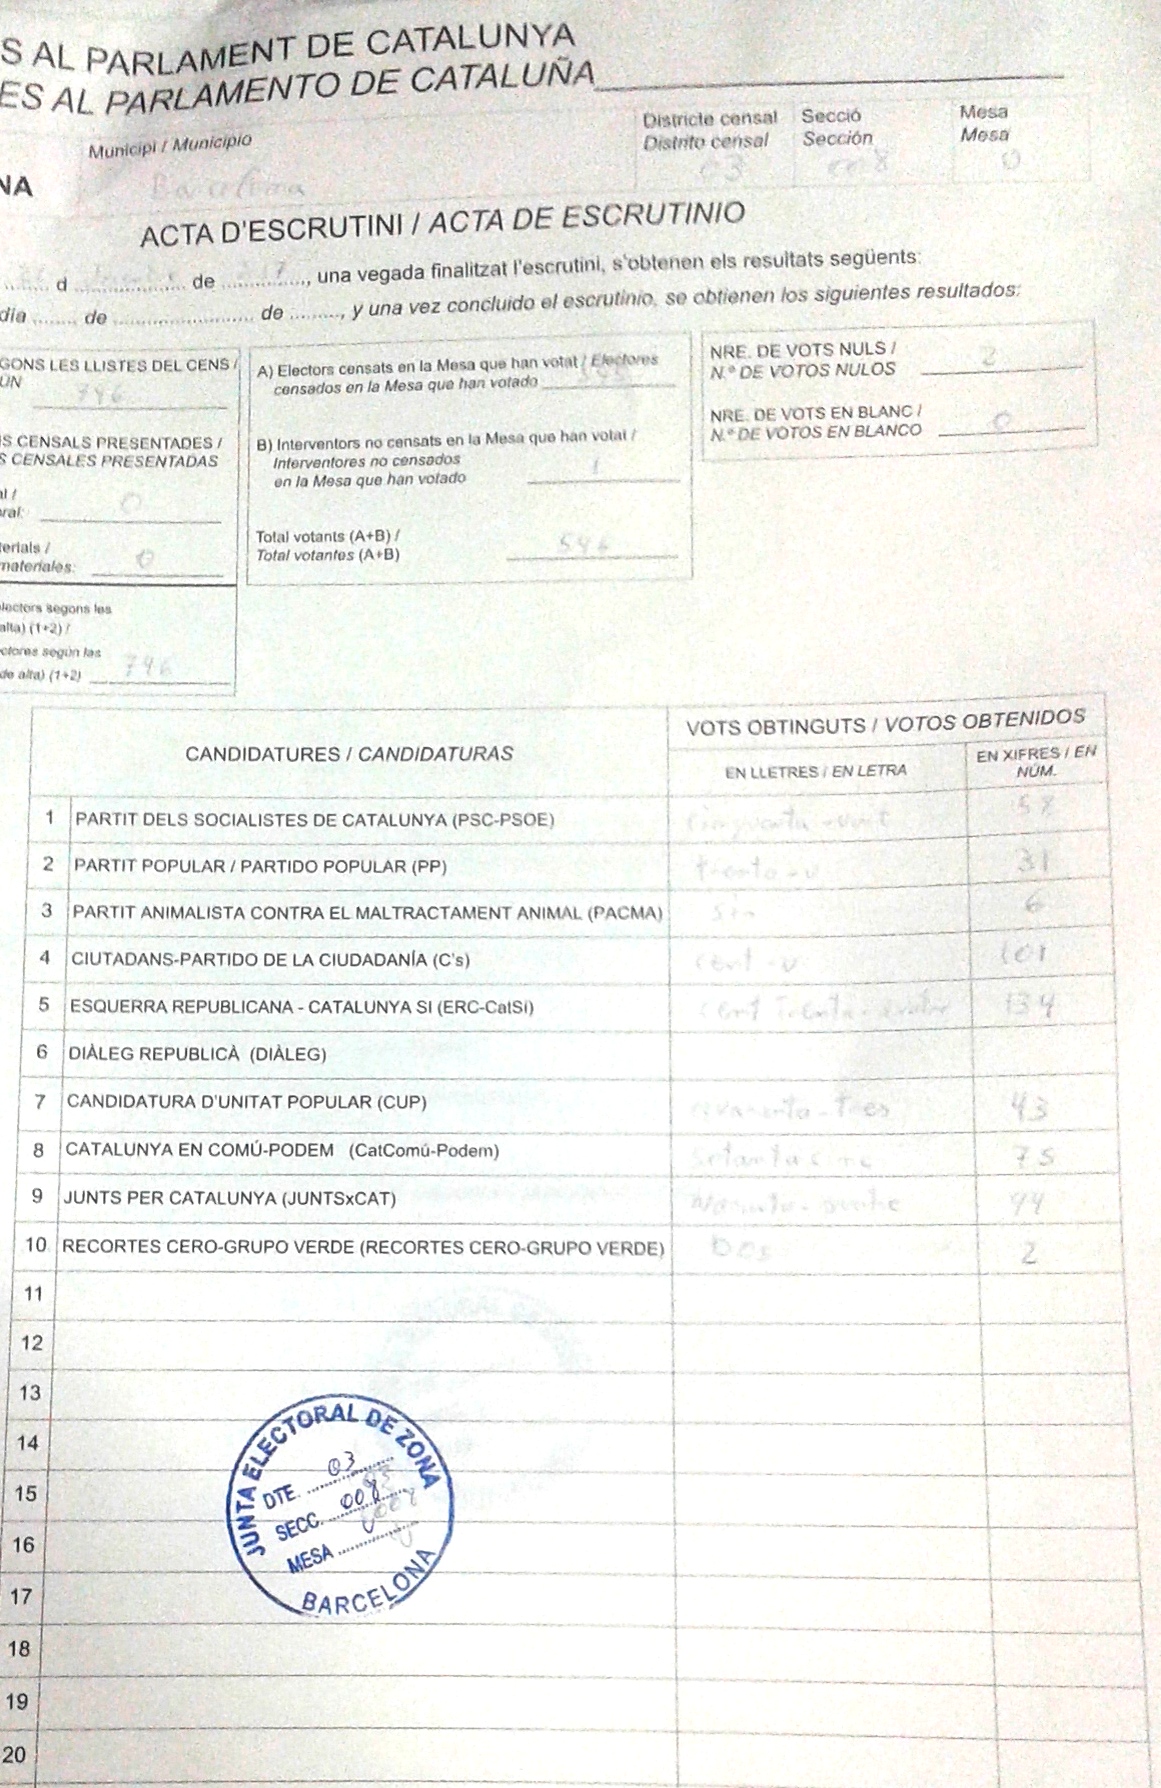 S AL PARLAMENT DE CATALUNYA
ES AL PARLAMENTO DE CATALUÑA
Municipi / Municipio
Barcelona
Districte censal
Distrito censal
03
Secció
Sección
008
Mesa
Mesa
0
NA
ACTA D'ESCRUTINI / ACTA DE ESCRUTINIO
d de , una vegada finalitzat l'escrutini, s'obtenen els resultats següents:
día ........ de ........................ de ........., y una vez concluido el escrutinio, se obtienen los siguientes resultados:
GONS LES LLISTES DEL CENS /
ÚN 746
S CENSALS PRESENTADES /
S CENSALES PRESENTADAS
al /
ral: 0
terials /
materiales: 0
lectors segons les
alta) (1+2) /
ctores según las
de alta) (1+2) 746
A) Electors censats en la Mesa que han votat / Electores
censados en la Mesa que han votado
B) Interventors no censats en la Mesa que han votat /
Interventores no censados
en la Mesa que han votado 1
Total votants (A+B) /
Total votantes (A+B) 546
NRE. DE VOTS NULS /
N.º DE VOTOS NULOS 2
NRE. DE VOTS EN BLANC /
N.º DE VOTOS EN BLANCO 0
CANDIDATURES / CANDIDATURAS
VOTS OBTINGUTS / VOTOS OBTENIDOS
EN LLETRES / EN LETRA
EN XIFRES / EN
NÚM.
1 PARTIT DELS SOCIALISTES DE CATALUNYA (PSC-PSOE) cinquanta-vuit 58
2 PARTIT POPULAR / PARTIDO POPULAR (PP) trenta-u 31
3 PARTIT ANIMALISTA CONTRA EL MALTRACTAMENT ANIMAL (PACMA) sis 6
4 CIUTADANS-PARTIDO DE LA CIUDADANÍA (C's) cent-u 101
5 ESQUERRA REPUBLICANA - CATALUNYA SI (ERC-CatSí) cent trenta-quatre 134
6 DIÀLEG REPUBLICÀ (DIÀLEG)
7 CANDIDATURA D'UNITAT POPULAR (CUP) 43
8 CATALUNYA EN COMÚ-PODEM (CatComú-Podem) setanta cinc 75
9 JUNTS PER CATALUNYA (JUNTSxCAT)
10 RECORTES CERO-GRUPO VERDE (RECORTES CERO-GRUPO VERDE) Dos 2
11
12
13
14
15
16
17
18
19
20
JUNTA ELECTORAL DE ZONA
DTE. 03
SECC. 008
MESA
BARCELONA